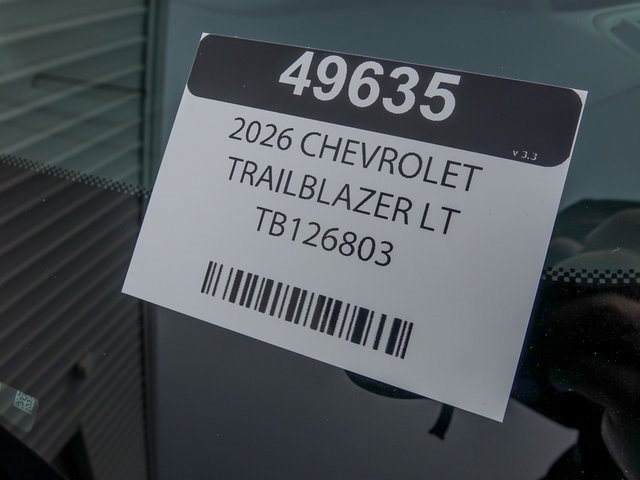 49635
v 3.3
2026 CHEVROLET
TRAILBLAZER LT
TB126803